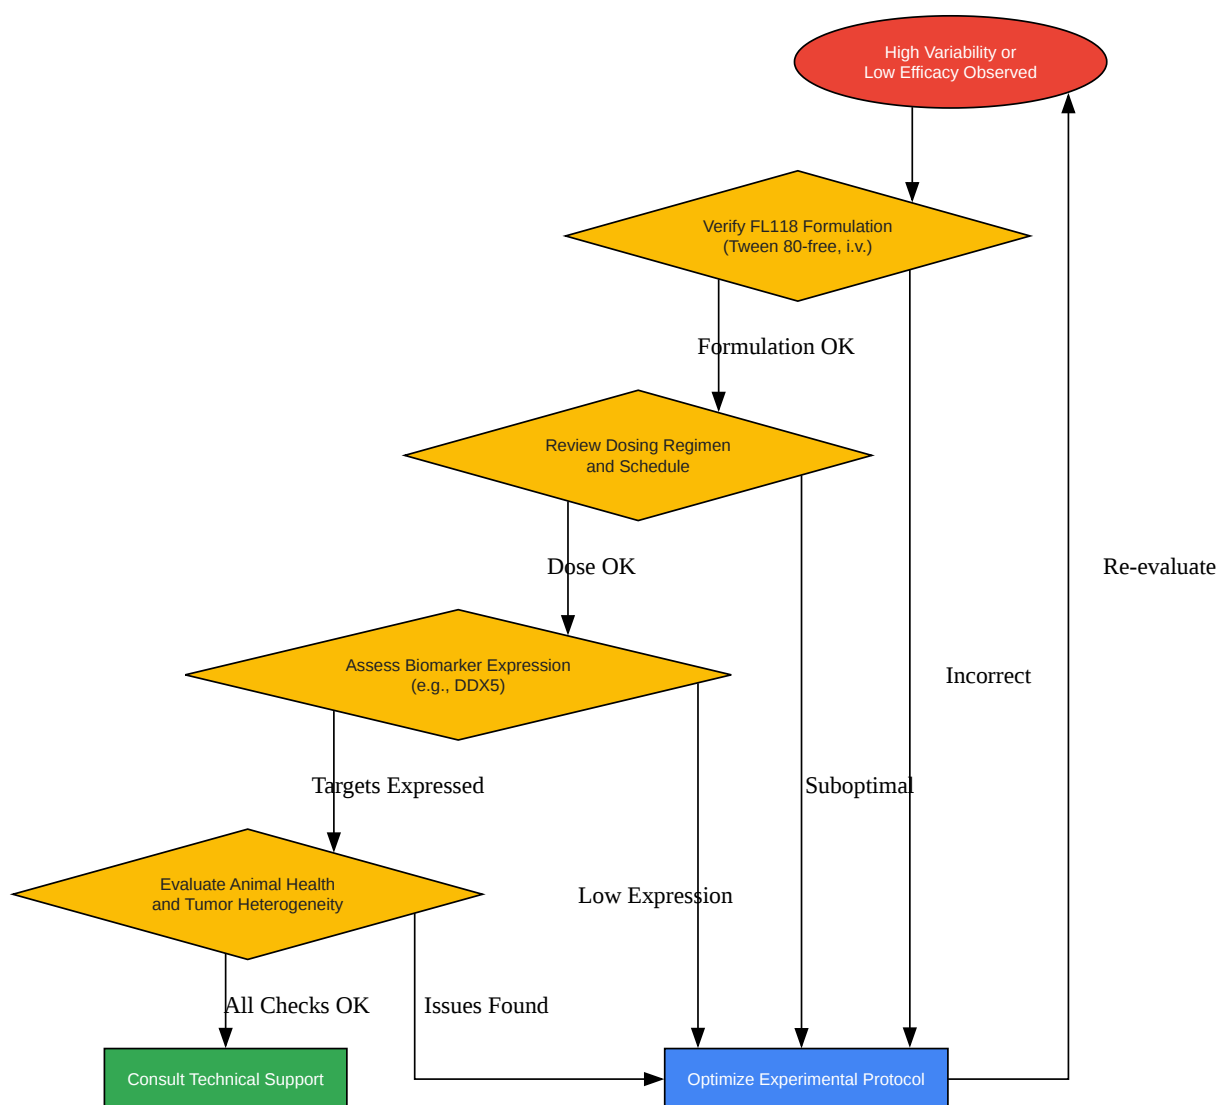 High Variability or
Low Efficacy Observed
Verify FL118 Formulation
(Tween 80-free, i.v.)
Formulation OK
Review Dosing Regimen
and Schedule
Dose OK
Re-evaluate
Assess Biomarker Expression
(e.g., DDX5)
Incorrect
Targets Expressed
Suboptimal
Evaluate Animal Health
and Tumor Heterogeneity
Low Expression
All Checks OK
Issues Found
Consult Technical Support
Optimize Experimental Protocol